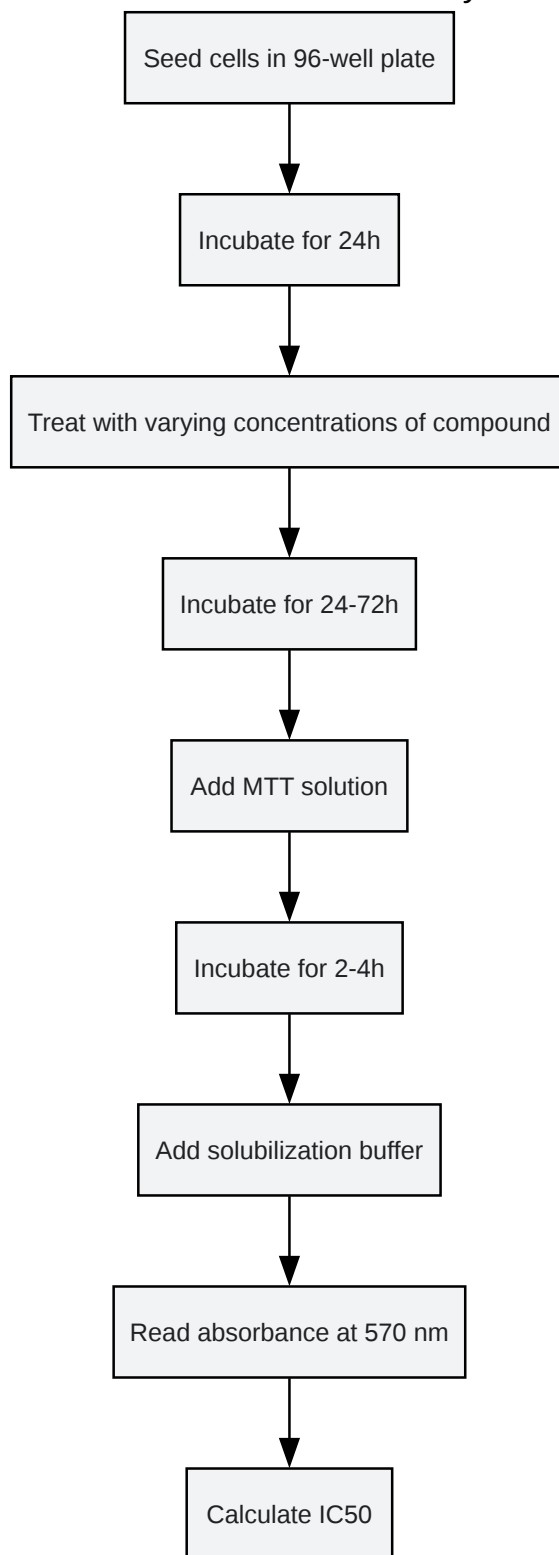 Seed cells in 96-well plate
Incubate for 24h
Treat with varying concentrations of compound
Incubate for 24-72h
Add MTT solution
Incubate for 2-4h
Add solubilization buffer
Read absorbance at 570 nm
Calculate IC50